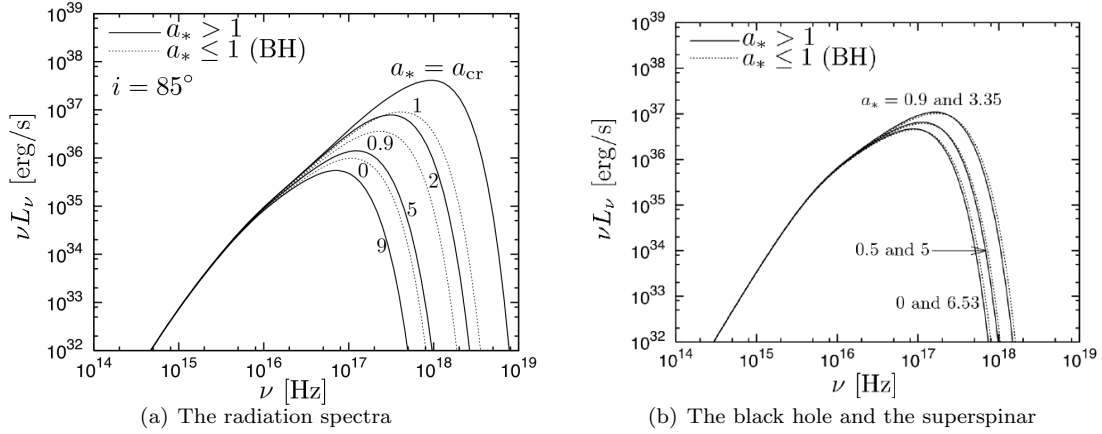 10^39
10^38
10^37
10^36
10^35
10^34
10^33
10^32
νL_ν [erg/s]
a_* > 1
a_* ≤ 1 (BH)
i = 85°
a_* = a_cr
1
0.9
0
2
5
9
10^14 10^15 10^16 10^17 10^18 10^19
ν [Hz]
(a) The radiation spectra
10^39
10^38
10^37
10^36
10^35
10^34
10^33
10^32
νL_ν [erg/s]
a_* > 1
a_* ≤ 1 (BH)
a_* = 0.9 and 3.35
0.5 and 5
0 and 6.53
10^14 10^15 10^16 10^17 10^18 10^19
ν [Hz]
(b) The black hole and the superspinar